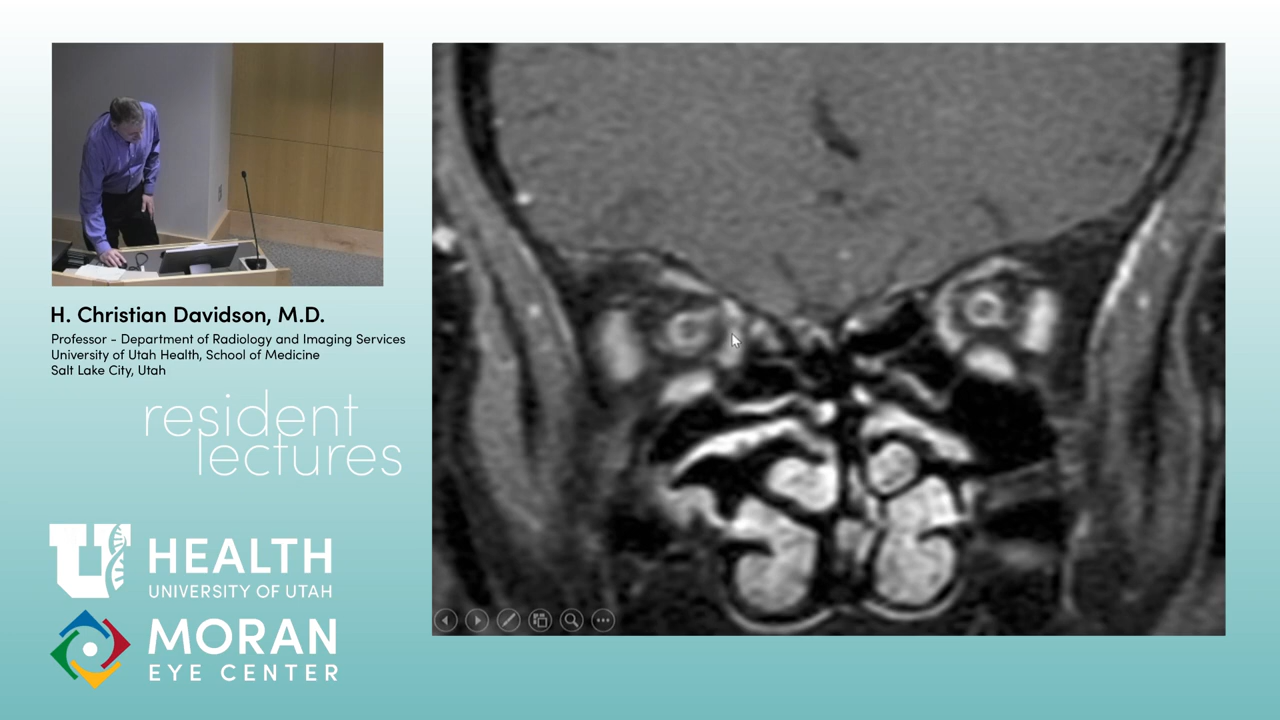 H. Christian Davidson, M.D.
Professor - Department of Radiology and Imaging Services
University of Utah Health, School of Medicine
Salt Lake City, Utah
resident
lectures
U HEALTH
UNIVERSITY OF UTAH
MORAN
EYE CENTER